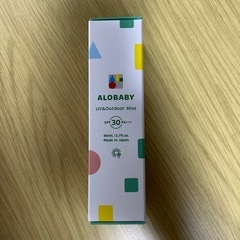 ALOBABY
UV&Outdoor Mist
SPF 30 PA+++
80mL/2.7fl.oz.
Made in Japan